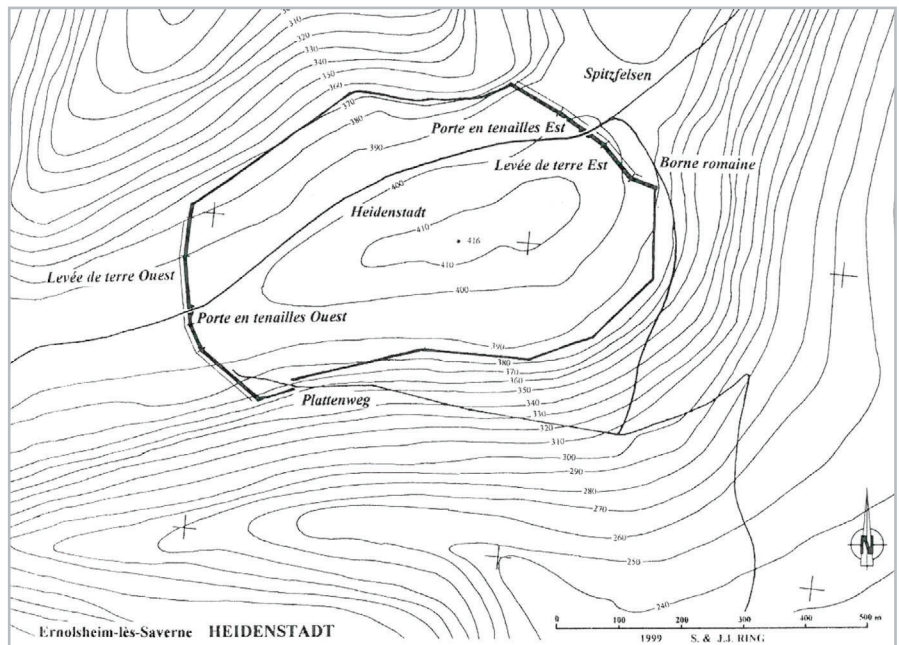 310
320
330
340
350
360
370
380
390
Spitzfelsen
Porte en tenailles Est
Levée de terre Est
Borne romaine
400
Heidenstadt
410
416
410
400
Levée de terre Ouest
Porte en tenailles Ouest
390
380
370
360
350
340
330
320
310
300
290
280
270
260
250
240
Plattenweg
N
0 100 200 300 400 500 m
Ernolsheim-lès-Saverne HEIDENSTADT
1999 S. & J.J. RING